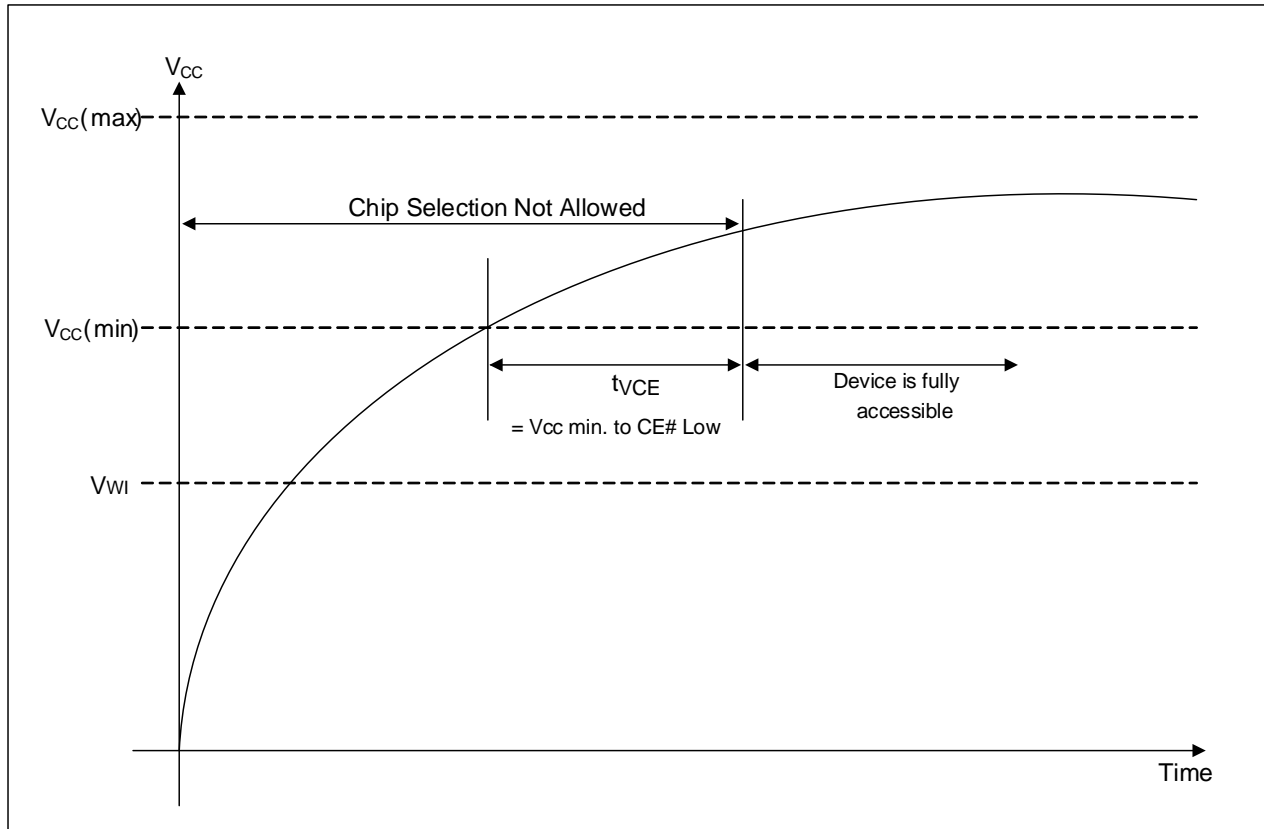 VCC
VCC(max)
Chip Selection Not Allowed
VCC(min)
tVCE
= Vcc min. to CE# Low
Device is fully
accessible
VWI
Time